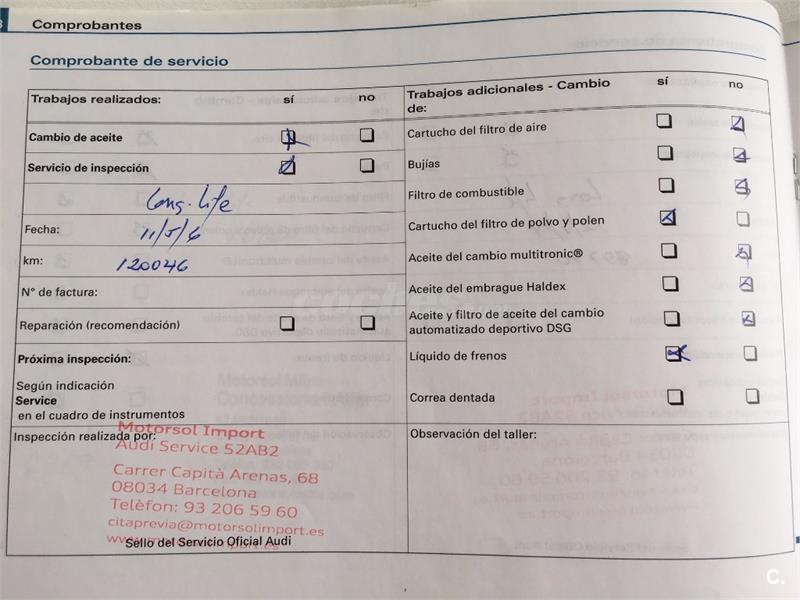 Comprobantes
Comprobante de servicio
Trabajos realizados: sí no
Cambio de aceite
Servicio de inspección
Long-Life
Fecha: 11/5/6
km: 120046
N° de factura:
Reparación (recomendación)
Próxima inspección:
Según indicación
Service
en el cuadro de instrumentos
Inspección realizada por:
Motorsol Import
Audi Service 52AB2
Carrer Capità Arenas, 68
08034 Barcelona
Telèfon: 93 206 59 60
citaprevia@motorsolimport.es
Sello del Servicio Oficial Audi
Trabajos adicionales - Cambio de: sí no
Cartucho del filtro de aire
Bujías
Filtro de combustible
Cartucho del filtro de polvo y polen
Aceite del cambio multitronic®
Aceite del embrague Haldex
Aceite y filtro de aceite del cambio
automatizado deportivo DSG
Líquido de frenos
Correa dentada
Observación del taller:
C.